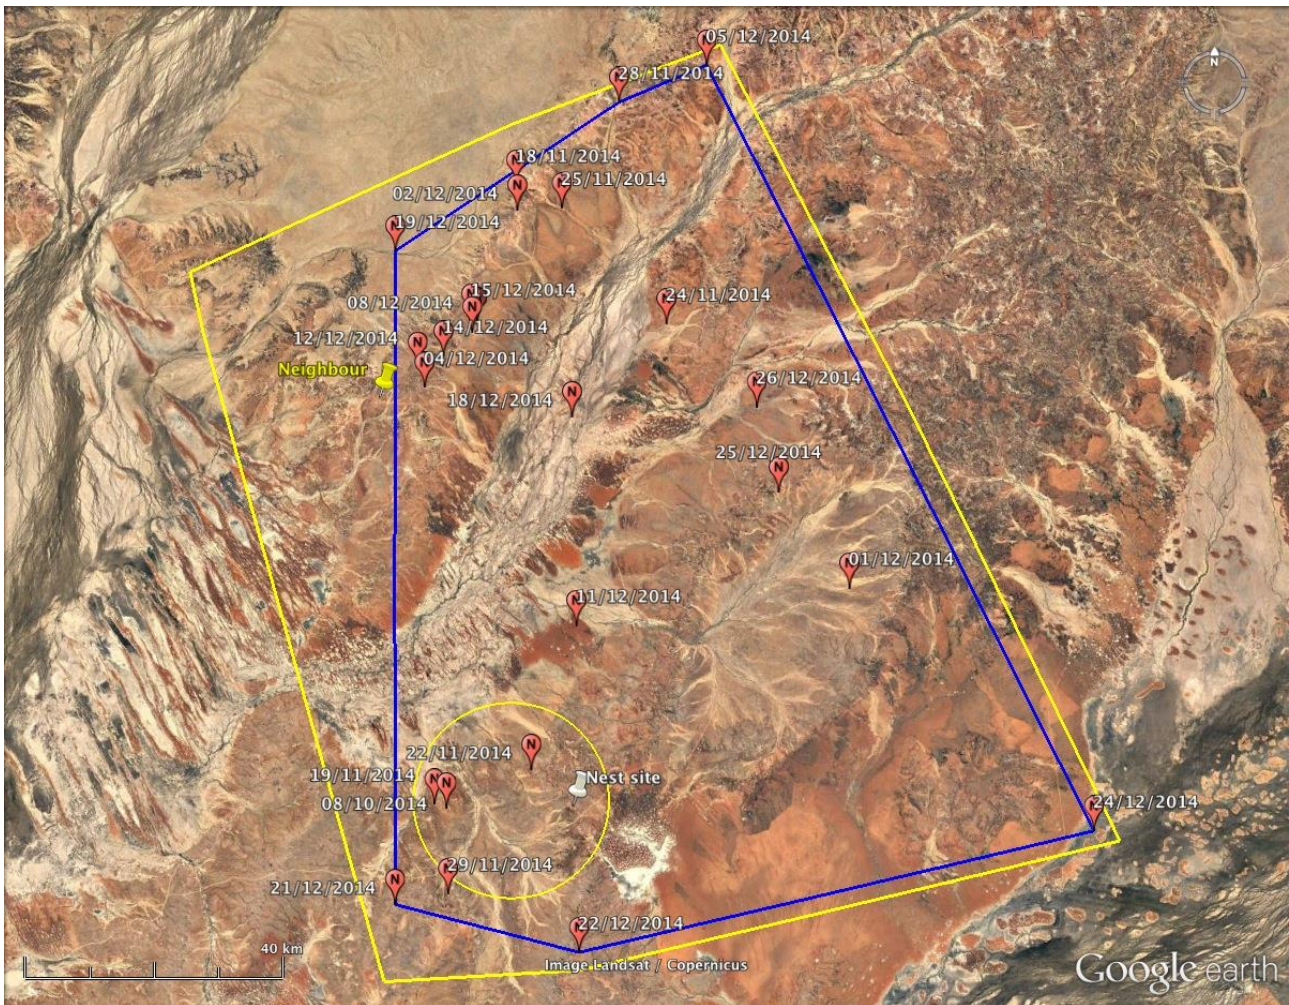 05/12/2014
N
28/11/2014
18/11/2014
N
25/11/2014
02/12/2014
N
19/12/2014
15/12/2014
08/12/2014
N
24/11/2014
14/12/2014
12/12/2014
04/12/2014
Neighbour
26/12/2014
18/12/2014
N
25/12/2014
N
01/12/2014
11/12/2014
22/11/2014
N
19/11/2014
N
N
Nest site
08/10/2014
24/12/2014
29/11/2014
21/12/2014
N
22/12/2014
40 km
Image Landsat / Copernicus
Google earth